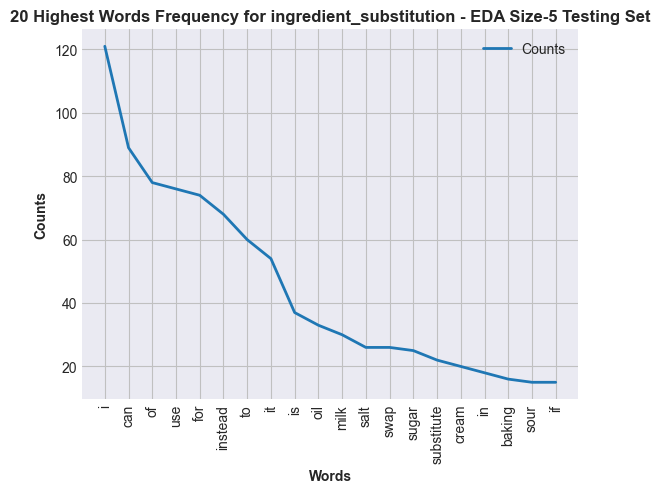 20 Highest Words Frequency for ingredient_substitution - EDA Size-5 Testing Set
Counts
120
100
80
60
40
20
Counts
i
can
of
use
for
instead
to
it
is
oil
milk
salt
swap
sugar
substitute
cream
in
baking
sour
if
Words